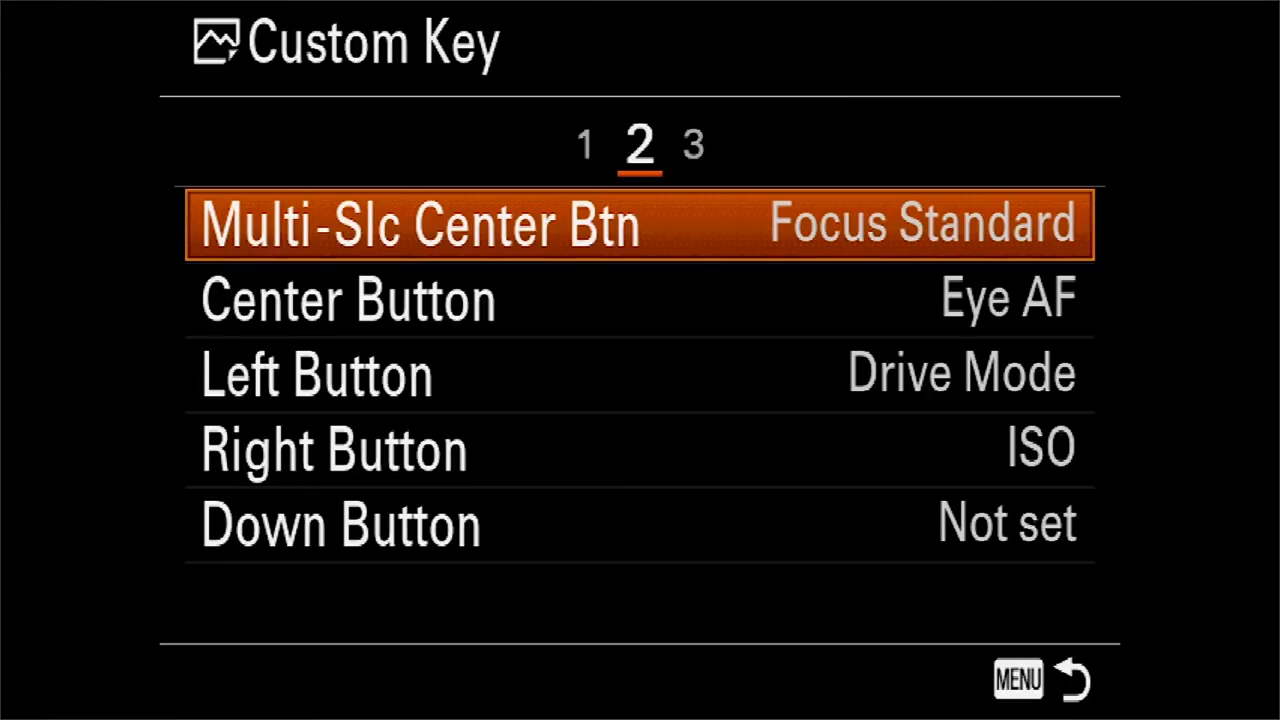 Custom Key
1 2 3
Multi-Slc Center Btn Focus Standard
Center Button Eye AF
Left Button Drive Mode
Right Button ISO
Down Button Not set
MENU